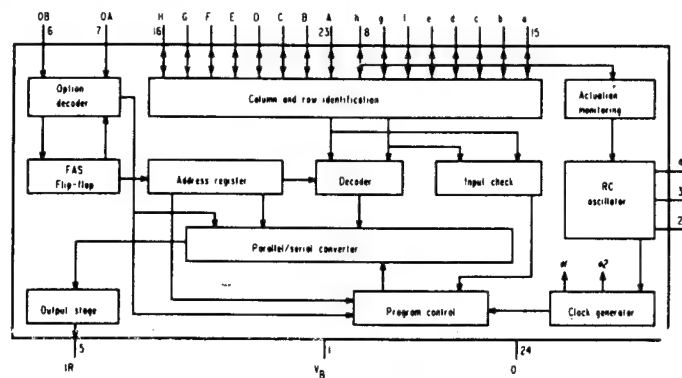 OB OA H G F E D C B A h g f e d c b a
6 7 16 23 8 15
Option decoder
Column and row identification
Actuation monitoring
FAS Flip-flop
Address register
Decoder
Input check
RC oscillator
4
3
2
Parallel/serial converter
ø1 ø2
Output stage
Program control
Clock generator
5 1 24
IR V_B 0